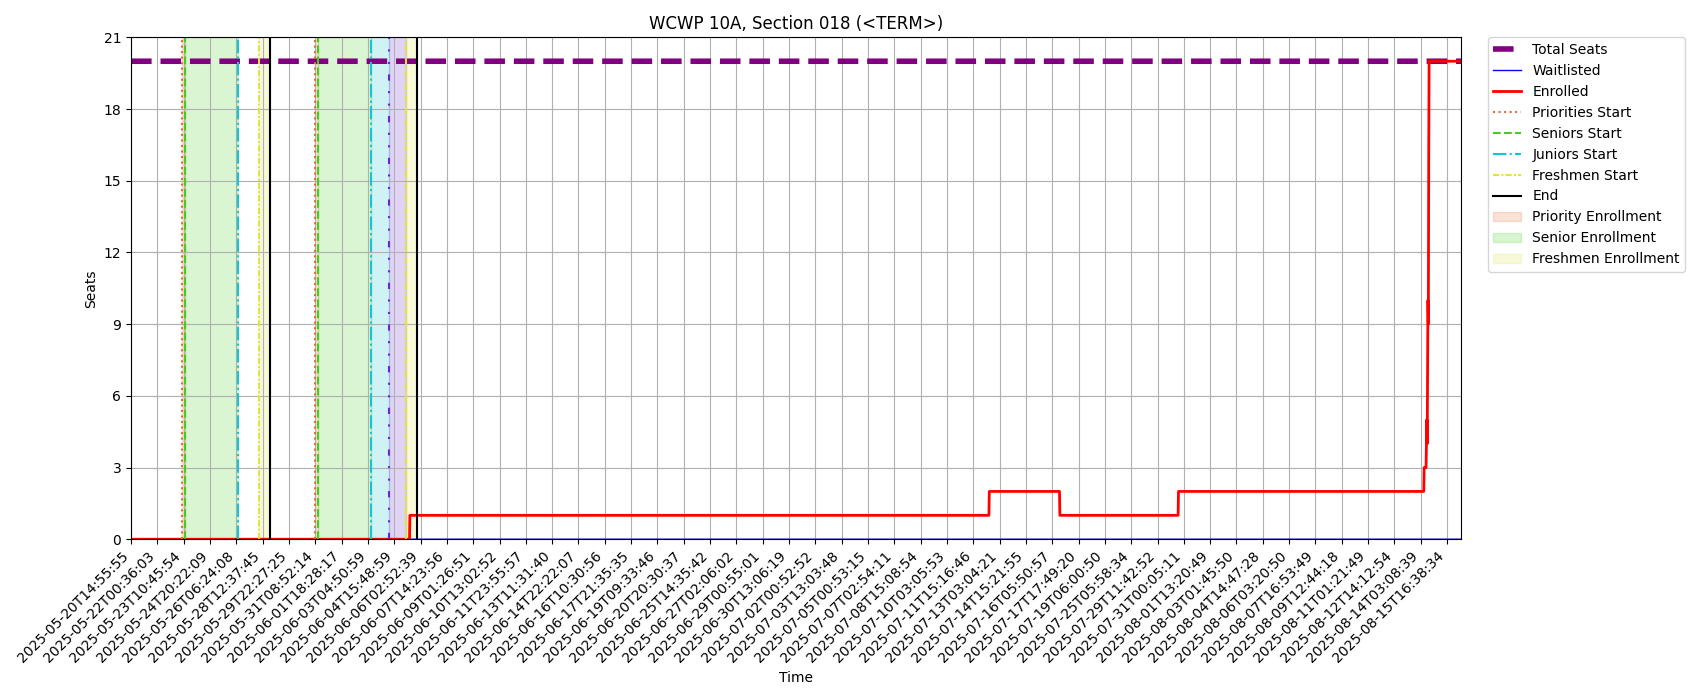 WCWP 10A, Section 018 (<TERM>)
21
18
15
12
9
6
3
0
Seats
2025-05-20T14:55:55
2025-05-22T00:36:03
2025-05-23T10:45:54
2025-05-24T20:22:09
2025-05-26T06:24:08
2025-05-28T12:37:45
2025-05-29T22:27:25
2025-05-31T08:52:14
2025-06-01T18:28:17
2025-06-03T04:50:59
2025-06-04T15:48:59
2025-06-06T02:52:39
2025-06-07T14:23:56
2025-06-09T01:26:51
2025-06-10T13:02:52
2025-06-11T23:55:57
2025-06-13T11:31:40
2025-06-14T22:22:07
2025-06-16T10:30:56
2025-06-17T21:35:35
2025-06-19T09:33:46
2025-06-20T20:30:37
2025-06-25T14:35:42
2025-06-27T02:06:02
2025-06-29T00:55:01
2025-06-30T13:06:19
2025-07-02T00:52:52
2025-07-03T13:03:48
2025-07-05T00:53:15
2025-07-07T02:54:11
2025-07-08T15:08:54
2025-07-10T03:05:53
2025-07-11T15:16:46
2025-07-13T03:04:21
2025-07-14T15:21:55
2025-07-16T05:50:57
2025-07-17T17:49:20
2025-07-19T06:00:50
2025-07-25T05:58:34
2025-07-29T11:42:52
2025-07-31T00:05:11
2025-08-01T13:20:49
2025-08-03T01:45:50
2025-08-04T14:47:28
2025-08-06T03:20:50
2025-08-07T16:53:49
2025-08-09T12:44:18
2025-08-11T01:21:49
2025-08-12T14:12:54
2025-08-14T03:08:39
2025-08-15T16:38:34
Time
Total Seats
Waitlisted
Enrolled
Priorities Start
Seniors Start
Juniors Start
Freshmen Start
End
Priority Enrollment
Senior Enrollment
Freshmen Enrollment